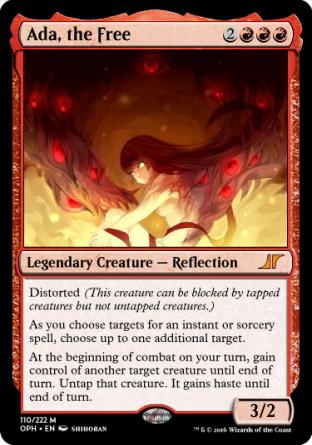 Ada, the Free 2
Legendary Creature — Reflection
Distorted (This creature can be blocked by tapped
creatures but not untapped creatures.)
As you choose targets for an instant or sorcery
spell, choose up to one additional target.
At the beginning of combat on your turn, gain
control of another target creature until end of
turn. Untap that creature. It gains haste until
end of turn.
3/2
110/222 M
OPH • EN SHIHORAN
™ & © 2016 Wizards of the Coast